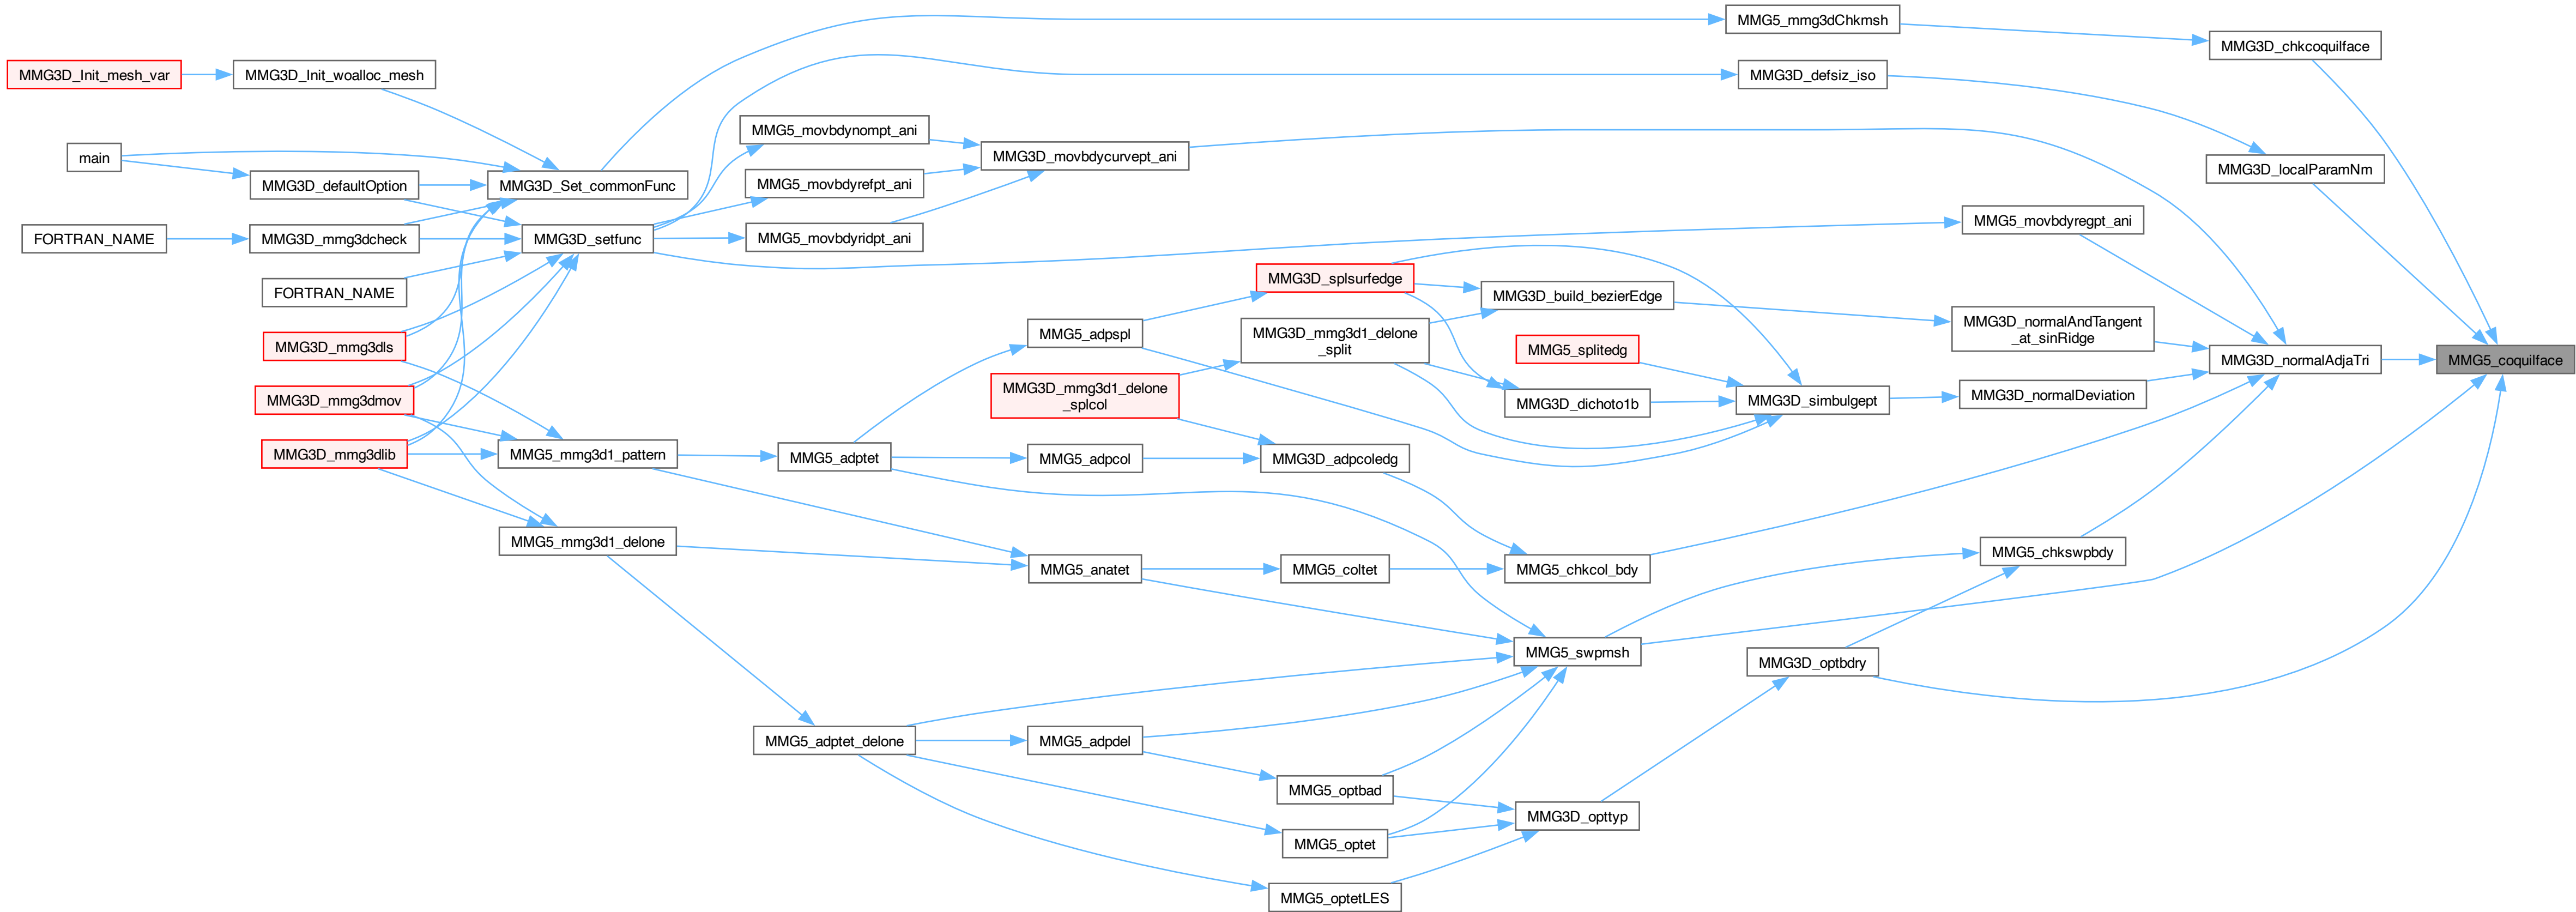 MMG5_mmg3dChkmsh
MMG3D_chkcoquilface
MMG3D_Init_mesh_var
MMG3D_Init_woalloc_mesh
MMG3D_defsiz_iso
MMG5_movbdynompt_ani
main
MMG3D_movbdycurvept_ani
MMG3D_localParamNm
MMG3D_defaultOption
MMG3D_Set_commonFunc
MMG5_movbdyrefpt_ani
MMG5_movbdyregpt_ani
FORTRAN_NAME
MMG3D_mmg3dcheck
MMG3D_setfunc
MMG5_movbdyridpt_ani
FORTRAN_NAME
MMG3D_splsurfedge
MMG3D_build_bezierEdge
MMG3D_mmg3dls
MMG5_adpspl
MMG3D_mmg3d1_delone
_split
MMG5_splitedg
MMG3D_normalAndTangent
_at_sinRidge
MMG3D_normalAdjaTri
MMG5_coquilface
MMG3D_mmg3dmov
MMG3D_mmg3d1_delone
_splcol
MMG3D_dichoto1b
MMG3D_simbulgept
MMG3D_normalDeviation
MMG3D_mmg3dlib
MMG5_mmg3d1_pattern
MMG5_adptet
MMG5_adpcol
MMG3D_adpcoledg
MMG5_mmg3d1_delone
MMG5_anatet
MMG5_coltet
MMG5_chkcol_bdy
MMG5_chkswpbdy
MMG5_swpmsh
MMG3D_optbdry
MMG5_adptet_delone
MMG5_adpdel
MMG5_optbad
MMG3D_opttyp
MMG5_optet
MMG5_optetLES